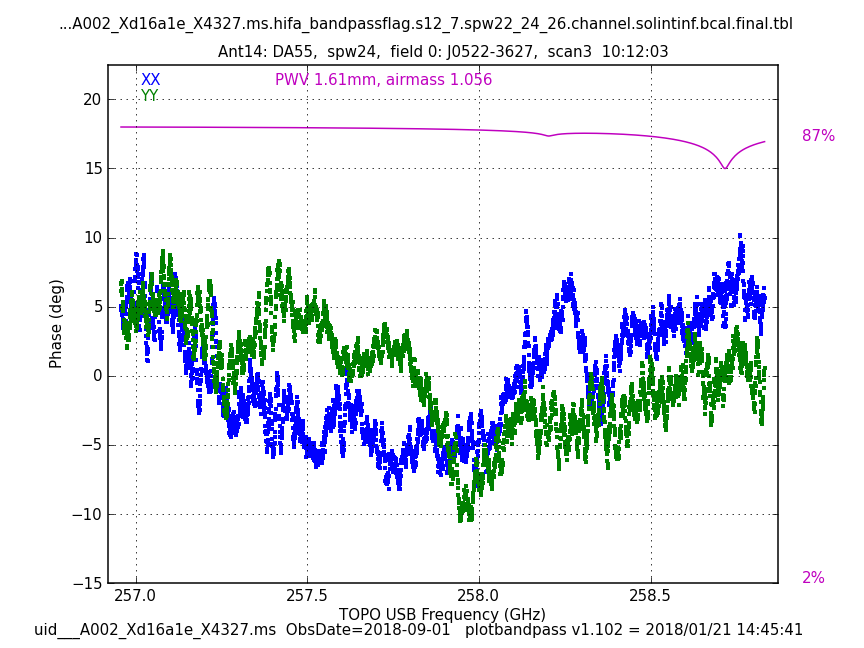 ...A002_Xd16a1e_X4327.ms.hifa_bandpassflag.s12_7.spw22_24_26.channel.solintinf.bcal.final.tbl
Ant14: DA55,  spw24,  field 0: J0522-3627,  scan3  10:12:03
XX
PWV 1.61mm, airmass 1.056
YY
20
87%
15
10
5
0
−5
−10
−15
2%
Phase (deg)
257.0
257.5
258.0
258.5
TOPO USB Frequency (GHz)
uid___A002_Xd16a1e_X4327.ms  ObsDate=2018-09-01   plotbandpass v1.102 = 2018/01/21 14:45:41